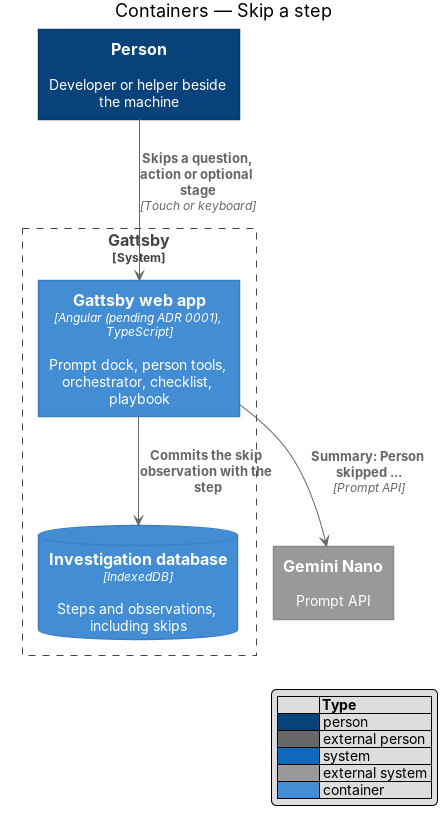 Containers — Skip a step
Person
Developer or helper beside
the machine
Skips a question,
action or optional
stage
[Touch or keyboard]
Gattsby
[System]
Gattsby web app
[Angular (pending ADR 0001),
TypeScript]
Prompt dock, person tools,
orchestrator, checklist,
playbook
Commits the skip
observation with the
step
Summary: Person
skipped ...
[Prompt API]
Investigation database
[IndexedDB]
Steps and observations,
including skips
Gemini Nano
Prompt API
Type
person
external person
system
external system
container